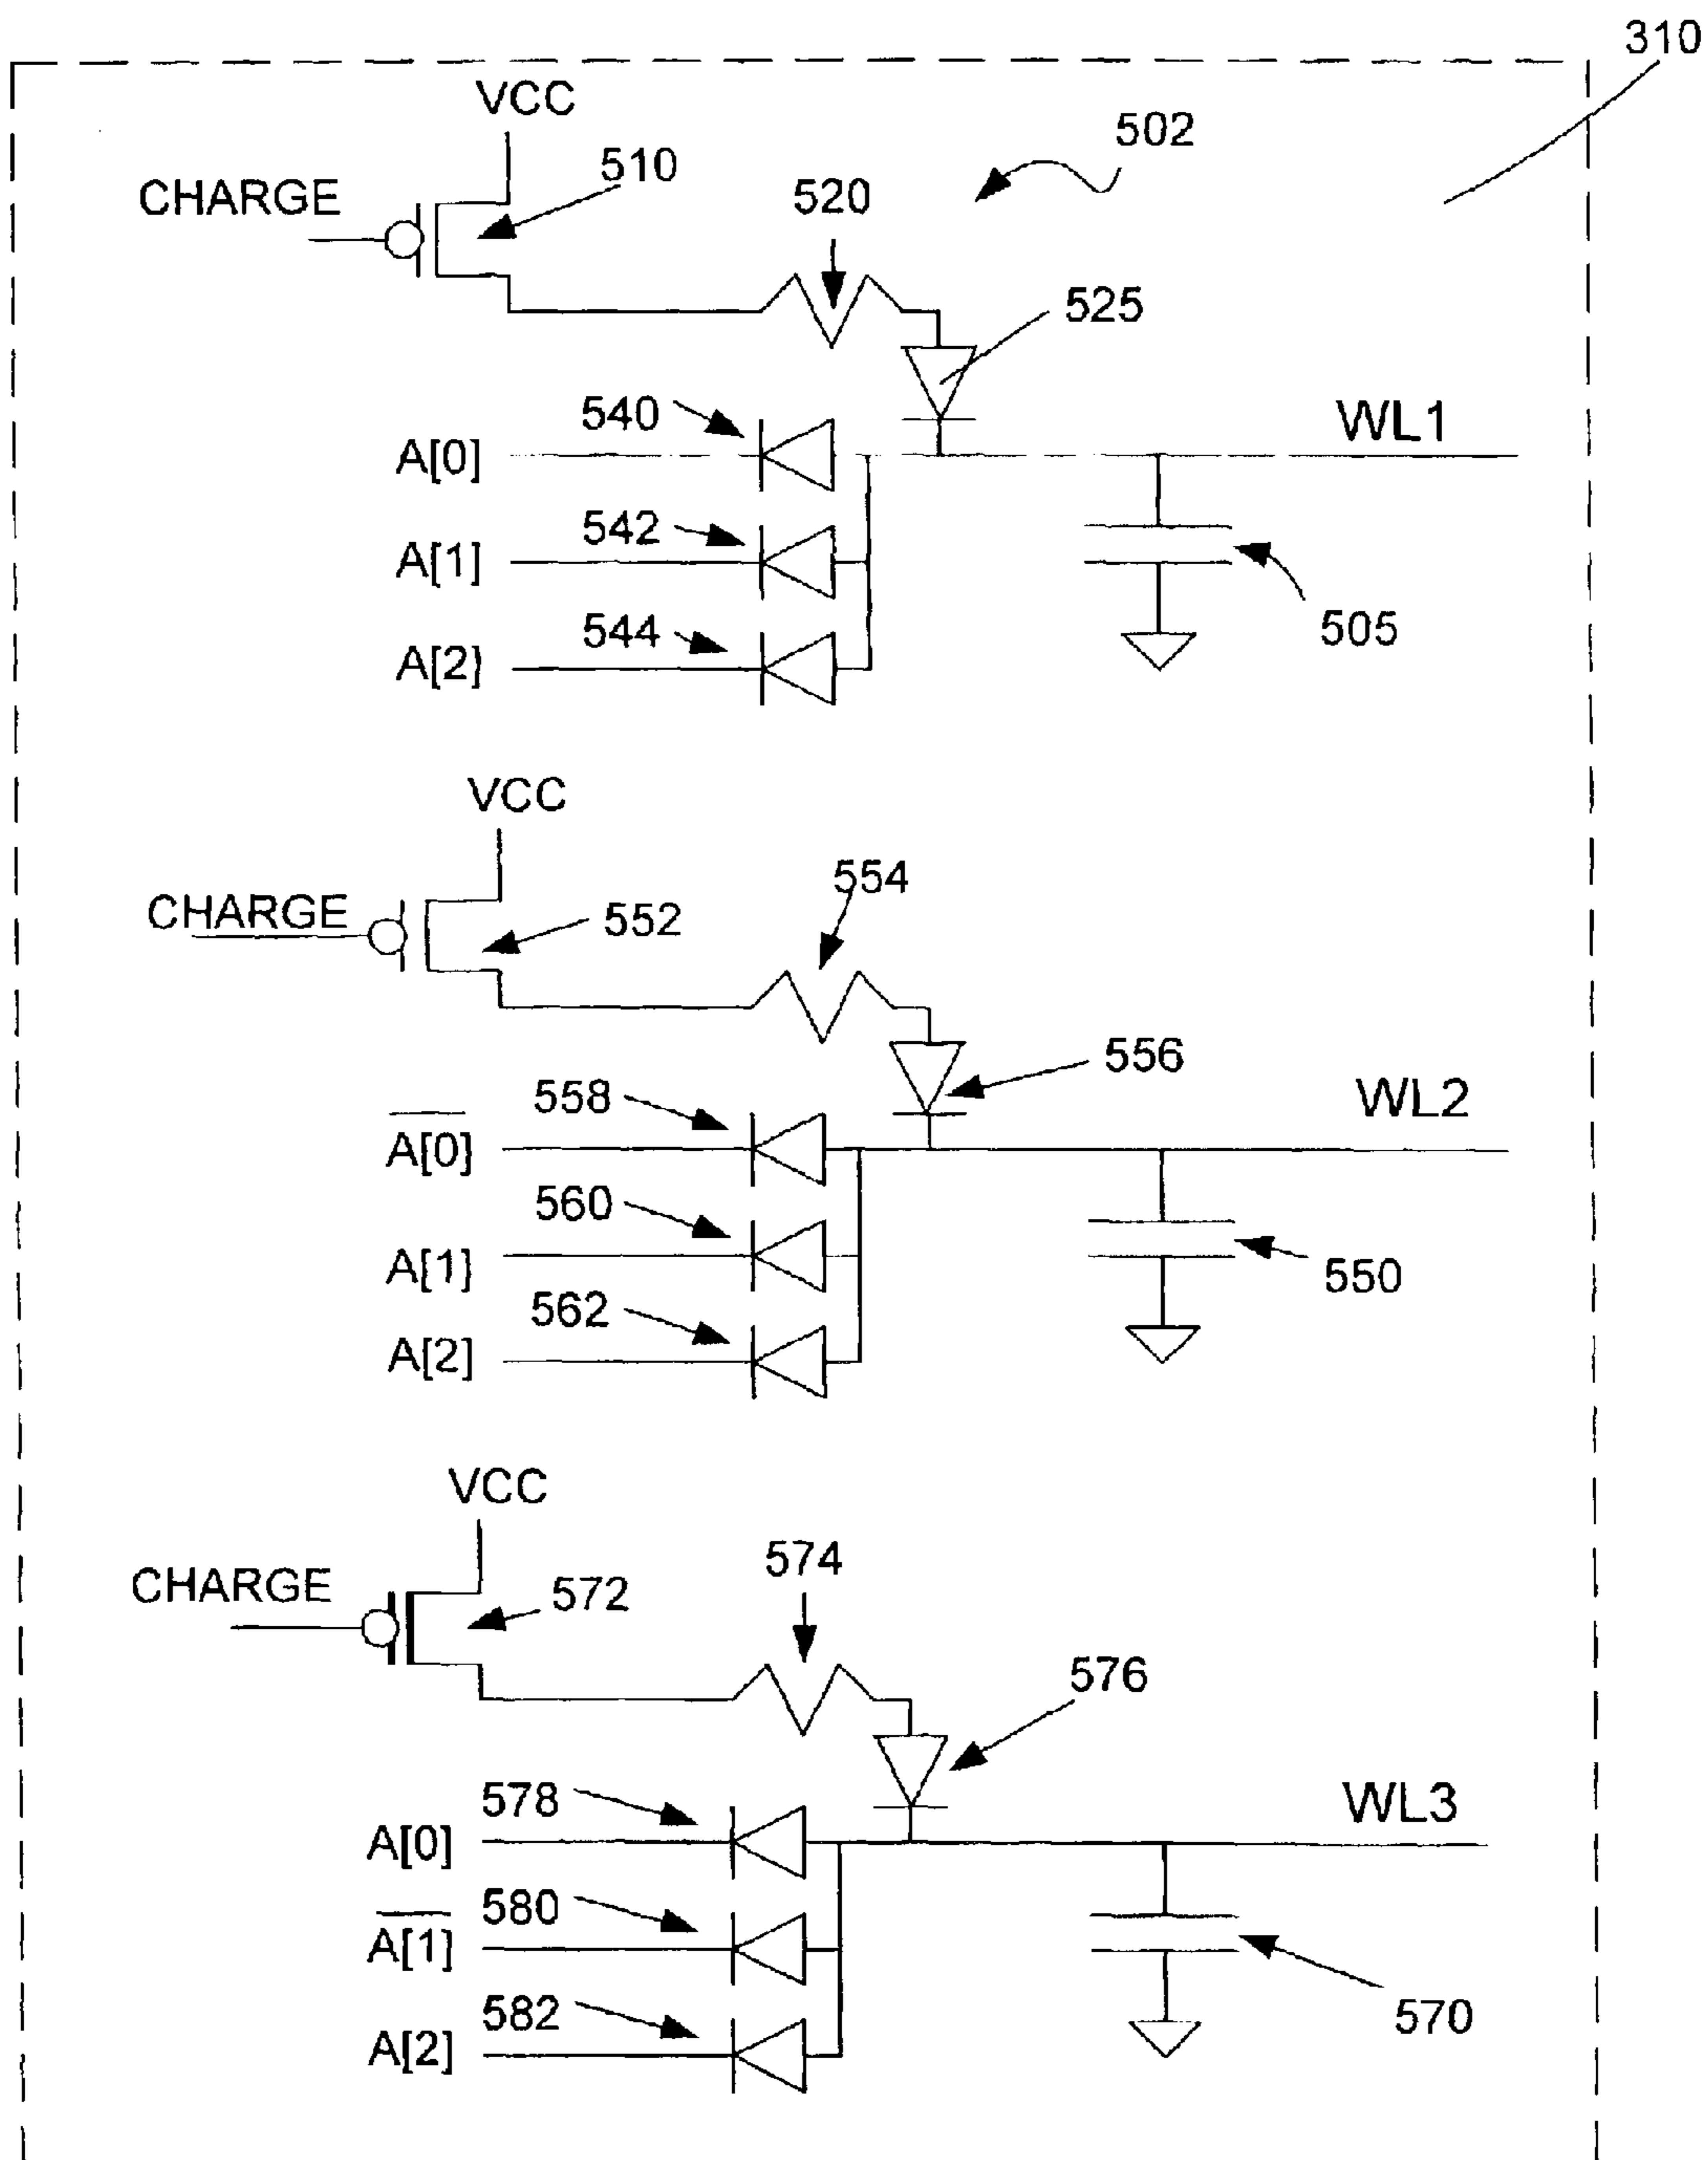 310
VCC
502
510
520
CHARGE
525
540
WL1
A[0]
542
A[1]
505
544
A[2]
VCC
554
CHARGE
552
556
558
WL2
A̅[̅0̅]̅
560
A[1]
550
562
A[2]
VCC
574
CHARGE
572
576
578
WL3
A[0]
580
A̅[̅1̅]̅
570
582
A[2]